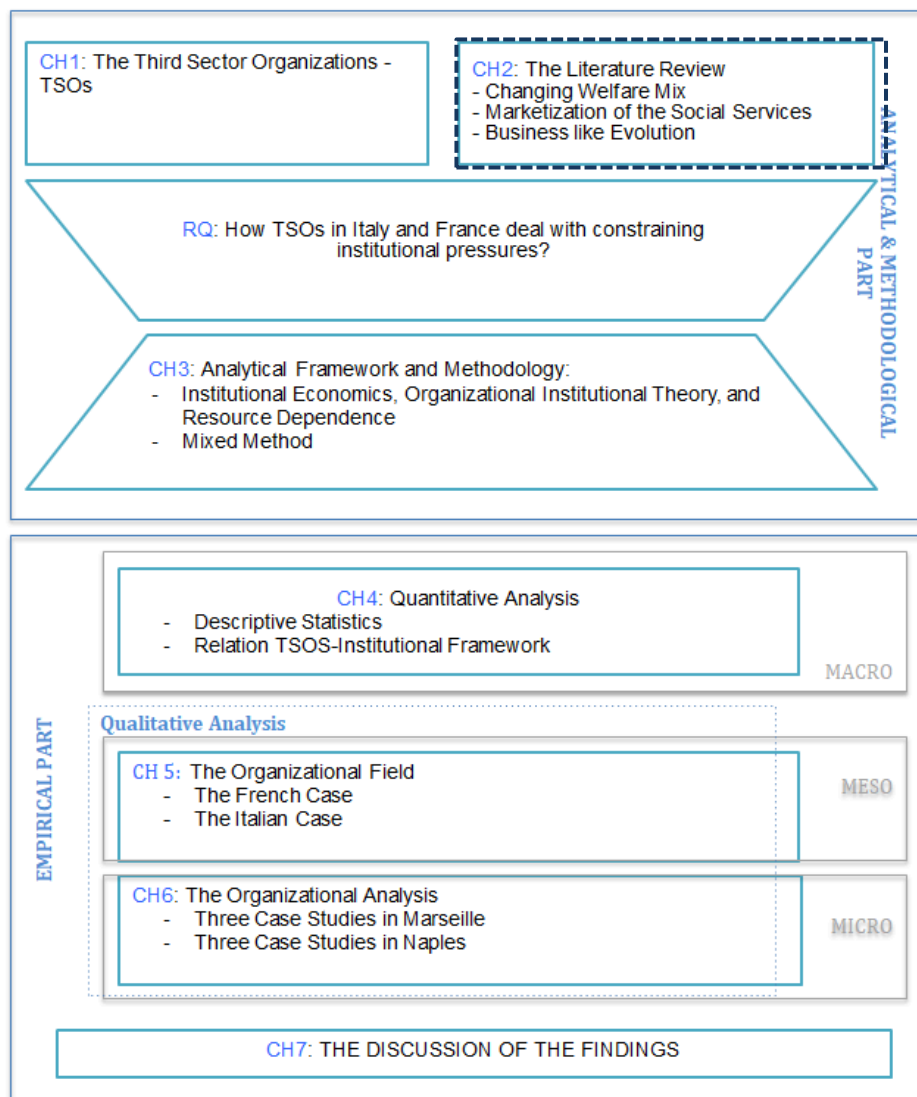 CH1: The Third Sector Organizations -
TSOs
CH2: The Literature Review
- Changing Welfare Mix
- Marketization of the Social Services
- Business like Evolution
ANALYTICAL & METHODOLOGICAL
PART
RQ: How TSOs in Italy and France deal with constraining
institutional pressures?
CH3: Analytical Framework and Methodology:
- Institutional Economics, Organizational Institutional Theory, and
Resource Dependence
- Mixed Method
CH4: Quantitative Analysis
- Descriptive Statistics
- Relation TSOS-Institutional Framework
MACRO
EMPIRICAL PART
Qualitative Analysis
CH 5: The Organizational Field
- The French Case
- The Italian Case
MESO
CH6: The Organizational Analysis
- Three Case Studies in Marseille
- Three Case Studies in Naples
MICRO
CH7: THE DISCUSSION OF THE FINDINGS